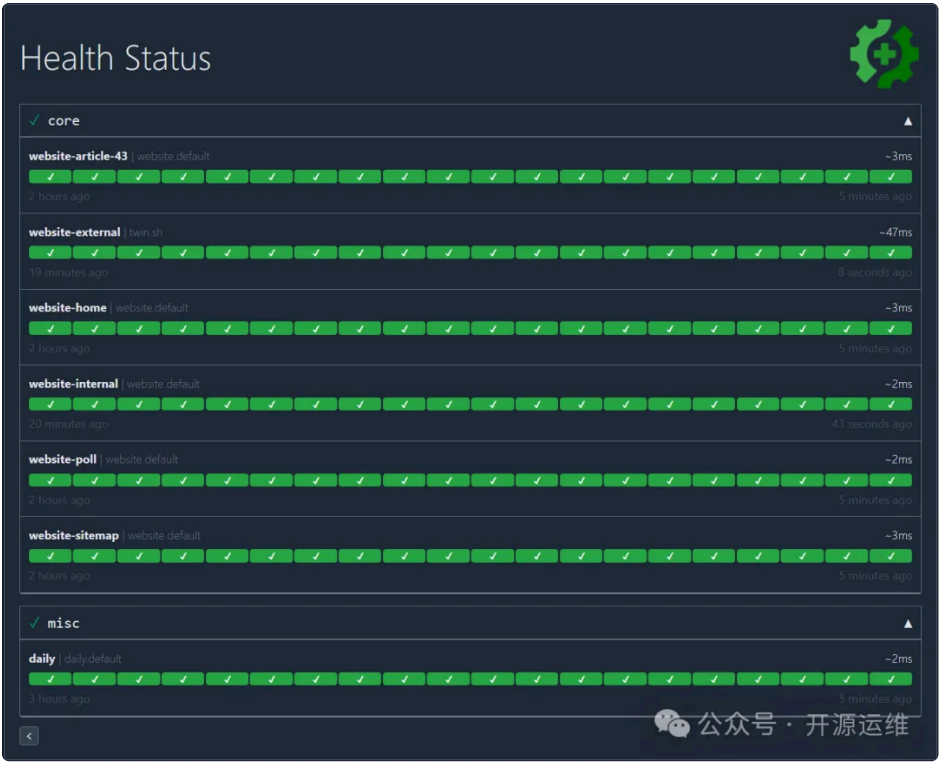 Health Status
✓ core ▲
website-article-43 | website.default ~3ms
✓ ✓ ✓ ✓ ✓ ✓ ✓ ✓ ✓ ✓ ✓ ✓ ✓ ✓ ✓ ✓ ✓ ✓ ✓ ✓
2 hours ago 5 minutes ago
website-external | twin.sh ~47ms
✓ ✓ ✓ ✓ ✓ ✓ ✓ ✓ ✓ ✓ ✓ ✓ ✓ ✓ ✓ ✓ ✓ ✓ ✓ ✓
19 minutes ago 8 seconds ago
website-home | website.default ~3ms
✓ ✓ ✓ ✓ ✓ ✓ ✓ ✓ ✓ ✓ ✓ ✓ ✓ ✓ ✓ ✓ ✓ ✓ ✓ ✓
2 hours ago 5 minutes ago
website-internal | website.default ~2ms
✓ ✓ ✓ ✓ ✓ ✓ ✓ ✓ ✓ ✓ ✓ ✓ ✓ ✓ ✓ ✓ ✓ ✓ ✓ ✓
20 minutes ago 43 seconds ago
website-poll | website.default ~2ms
✓ ✓ ✓ ✓ ✓ ✓ ✓ ✓ ✓ ✓ ✓ ✓ ✓ ✓ ✓ ✓ ✓ ✓ ✓ ✓
2 hours ago 5 minutes ago
website-sitemap | website.default ~3ms
✓ ✓ ✓ ✓ ✓ ✓ ✓ ✓ ✓ ✓ ✓ ✓ ✓ ✓ ✓ ✓ ✓ ✓ ✓ ✓
2 hours ago 5 minutes ago
✓ misc ▲
daily | daily.default ~2ms
✓ ✓ ✓ ✓ ✓ ✓ ✓ ✓ ✓ ✓ ✓ ✓ ✓ ✓ ✓ ✓ ✓ ✓ ✓ ✓
3 hours ago 5 minutes ago
<
公众号 · 开源运维